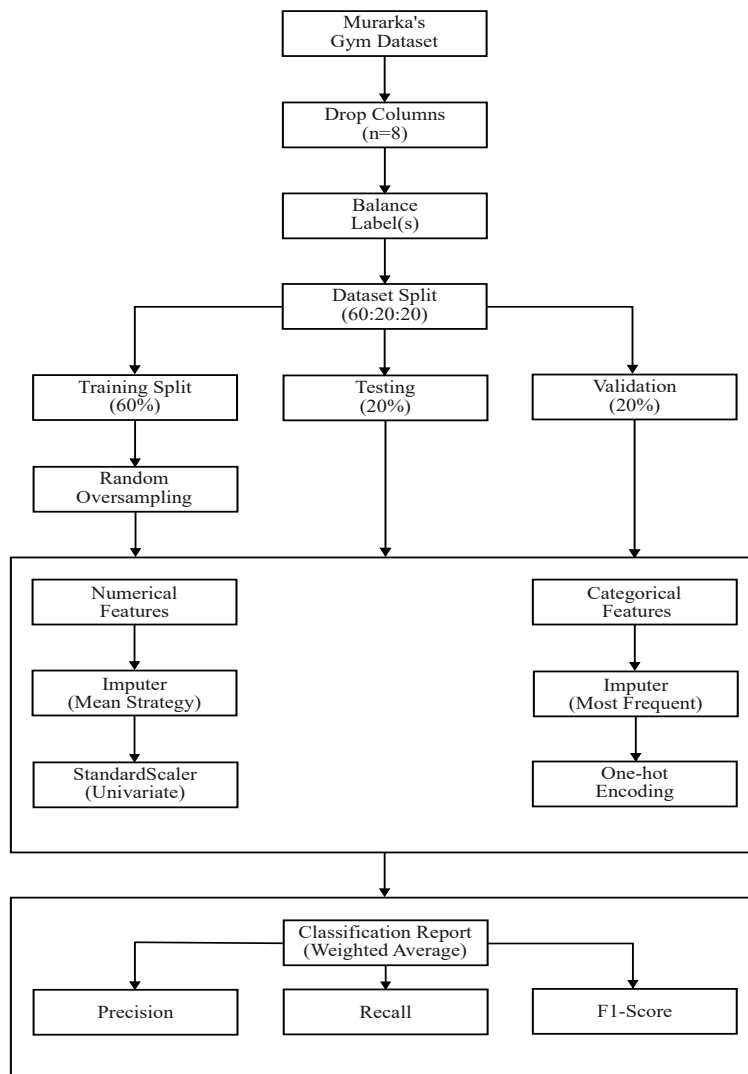 Murarka's
Gym Dataset
Drop Columns
(n=8)
Balance
Label(s)
Dataset Split
(60:20:20)
Training Split
(60%)
Testing
(20%)
Validation
(20%)
Random
Oversampling
Numerical
Features
Categorical
Features
Imputer
(Mean Strategy)
Imputer
(Most Frequent)
StandardScaler
(Univariate)
One-hot
Encoding
Classification Report
(Weighted Average)
Precision
Recall
F1-Score